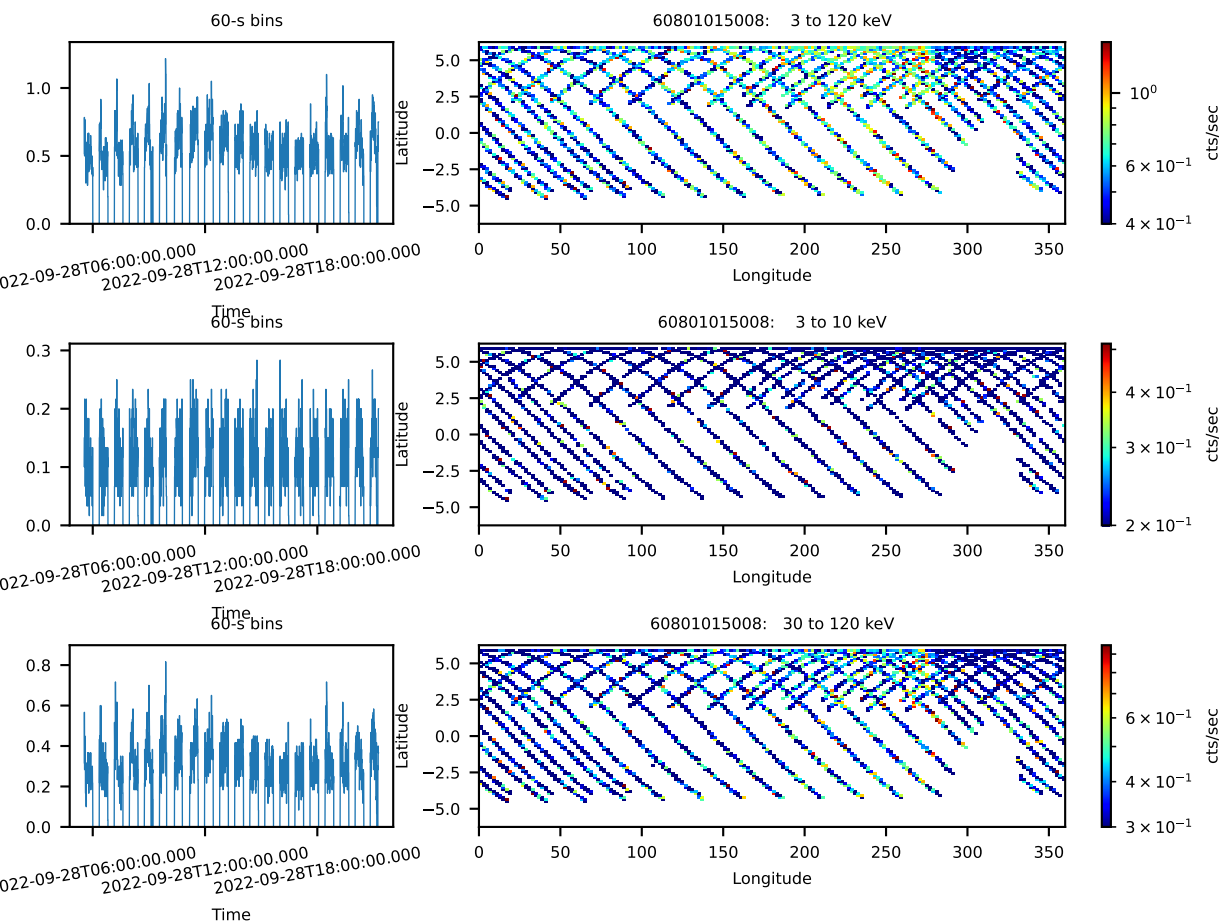 60-s bins
60801015008: 3 to 120 keV
1.0
0.5
0.0
Latitude
5.0
2.5
0.0
−2.5
−5.0
10⁰
6 × 10⁻¹
4 × 10⁻¹
cts/sec
022-09-28T06:00:00.000
2022-09-28T12:00:00.000
2022-09-28T18:00:00.000
0 50 100 150 200 250 300 350
Longitude
Time
60-s bins
60801015008: 3 to 10 keV
0.3
0.2
0.1
0.0
Latitude
5.0
2.5
0.0
−2.5
−5.0
4 × 10⁻¹
3 × 10⁻¹
2 × 10⁻¹
cts/sec
022-09-28T06:00:00.000
2022-09-28T12:00:00.000
2022-09-28T18:00:00.000
0 50 100 150 200 250 300 350
Longitude
Time
60-s bins
60801015008: 30 to 120 keV
0.8
0.6
0.4
0.2
0.0
Latitude
5.0
2.5
0.0
−2.5
−5.0
6 × 10⁻¹
4 × 10⁻¹
3 × 10⁻¹
cts/sec
022-09-28T06:00:00.000
2022-09-28T12:00:00.000
2022-09-28T18:00:00.000
0 50 100 150 200 250 300 350
Longitude
Time